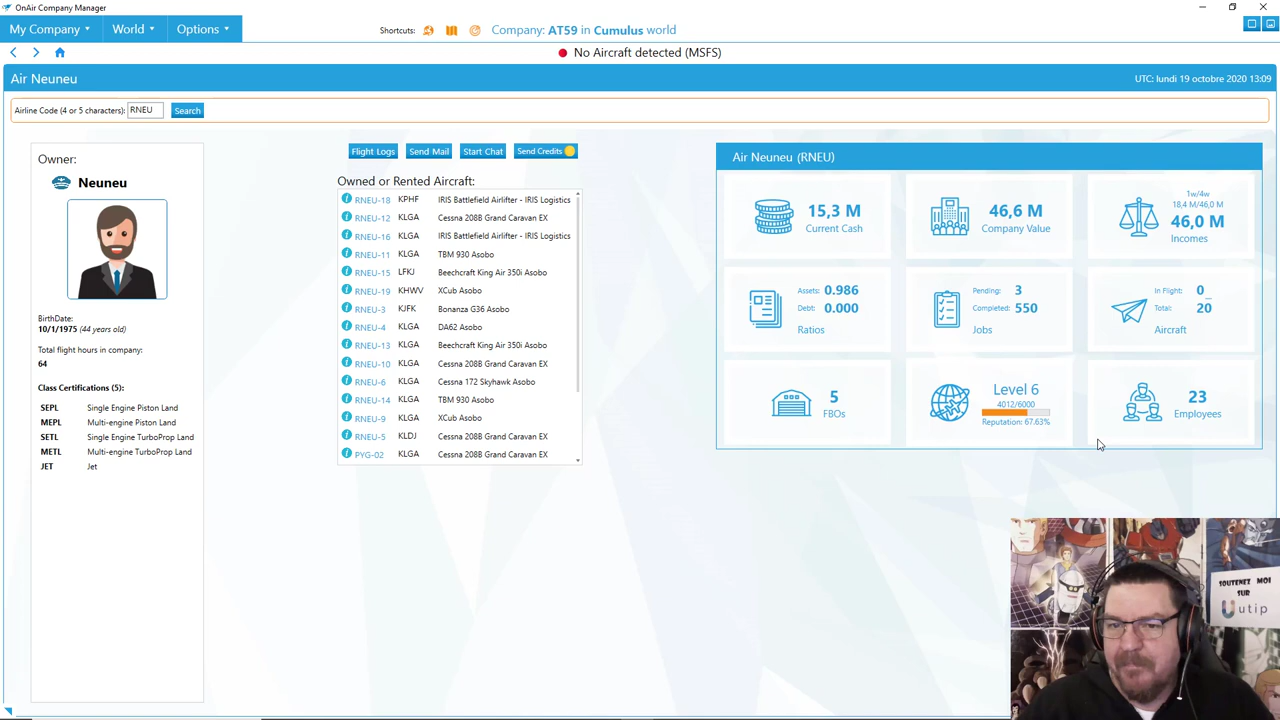 OnAir Company Manager
My Company
World
Options
Shortcuts:
Company: AT59 in Cumulus world
No Aircraft detected (MSFS)
Air Neuneu
UTC: lundi 19 octobre 2020 13:09
Airline Code (4 or 5 characters): RNEU Search
Owner:
Neuneu
BirthDate:
10/1/1975 (44 years old)
Total flight hours in company:
64
Class Certifications (5):
SEPL Single Engine Piston Land
MEPL Multi-engine Piston Land
SETL Single Engine TurboProp Land
METL Multi-engine TurboProp Land
JET Jet
Flight Logs Send Mail Start Chat Send Credits
Owned or Rented Aircraft:
RNEU-18 KPHF IRIS Battlefield Airlifter - IRIS Logistics
RNEU-12 KLGA Cessna 208B Grand Caravan EX
RNEU-16 KLGA IRIS Battlefield Airlifter - IRIS Logistics
RNEU-11 KLGA TBM 930 Asobo
RNEU-15 LFKJ Beechcraft King Air 350i Asobo
RNEU-19 KHWV XCub Asobo
RNEU-3 KJFK Bonanza G36 Asobo
RNEU-4 KLGA DA62 Asobo
RNEU-13 KLGA Beechcraft King Air 350i Asobo
RNEU-10 KLGA Cessna 208B Grand Caravan EX
RNEU-6 KLGA Cessna 172 Skyhawk Asobo
RNEU-14 KLGA TBM 930 Asobo
RNEU-9 KLGA XCub Asobo
RNEU-5 KLDJ Cessna 208B Grand Caravan EX
PYG-02 KLGA Cessna 208B Grand Caravan EX
Air Neuneu (RNEU)
15,3 M
Current Cash
46,6 M
Company Value
1w/4w
18,4 M/46,0 M
46,0 M
Incomes
Assets: 0.986
Debt: 0.000
Ratios
Pending: 3
Completed: 550
Jobs
In Flight: 0
Total: 20
Aircraft
5
FBOs
Level 6
4012/6000
Reputation: 67.63%
23
Employees
SOUTENEZ MOI
SUR
Utip